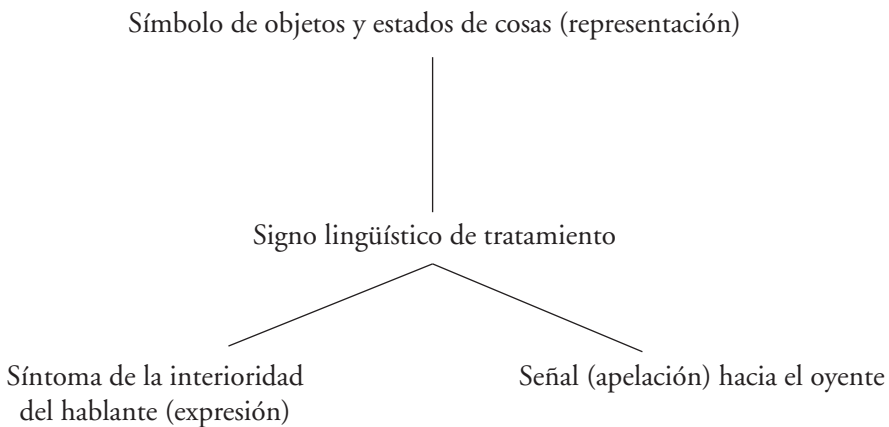 Símbolo de objetos y estados de cosas (representación)
Signo lingüístico de tratamiento
Síntoma de la interioridad
del hablante (expresión)
Señal (apelación) hacia el oyente